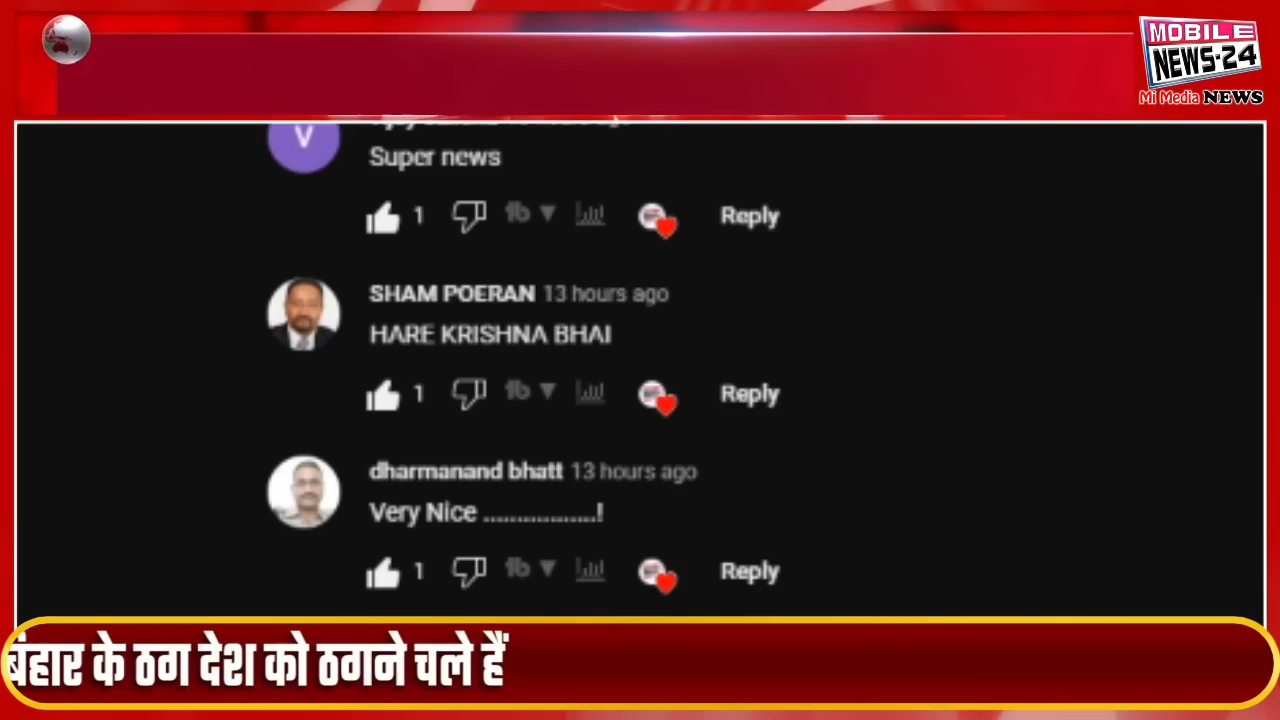 MOBILE
NEWS-24
Mi Media NEWS
V
Super news
1
Reply
SHAM POERAN 13 hours ago
HARE KRISHNA BHAI
1
Reply
dharmanand bhatt 13 hours ago
Very Nice ..................!
1
Reply
बंहार के ठग देश को ठगने चले हैं